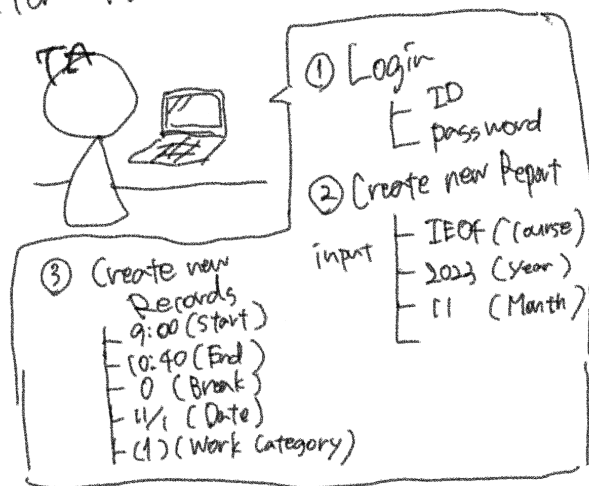 TA
① Login
ID
password
② Create new Report
input
IEOF (Course)
2023 (Year)
11 (Month)
③ Create new
Records
9:00 (Start)
10:40 (End)
0 (Break)
11/1 (Date)
(1) (Work Category)